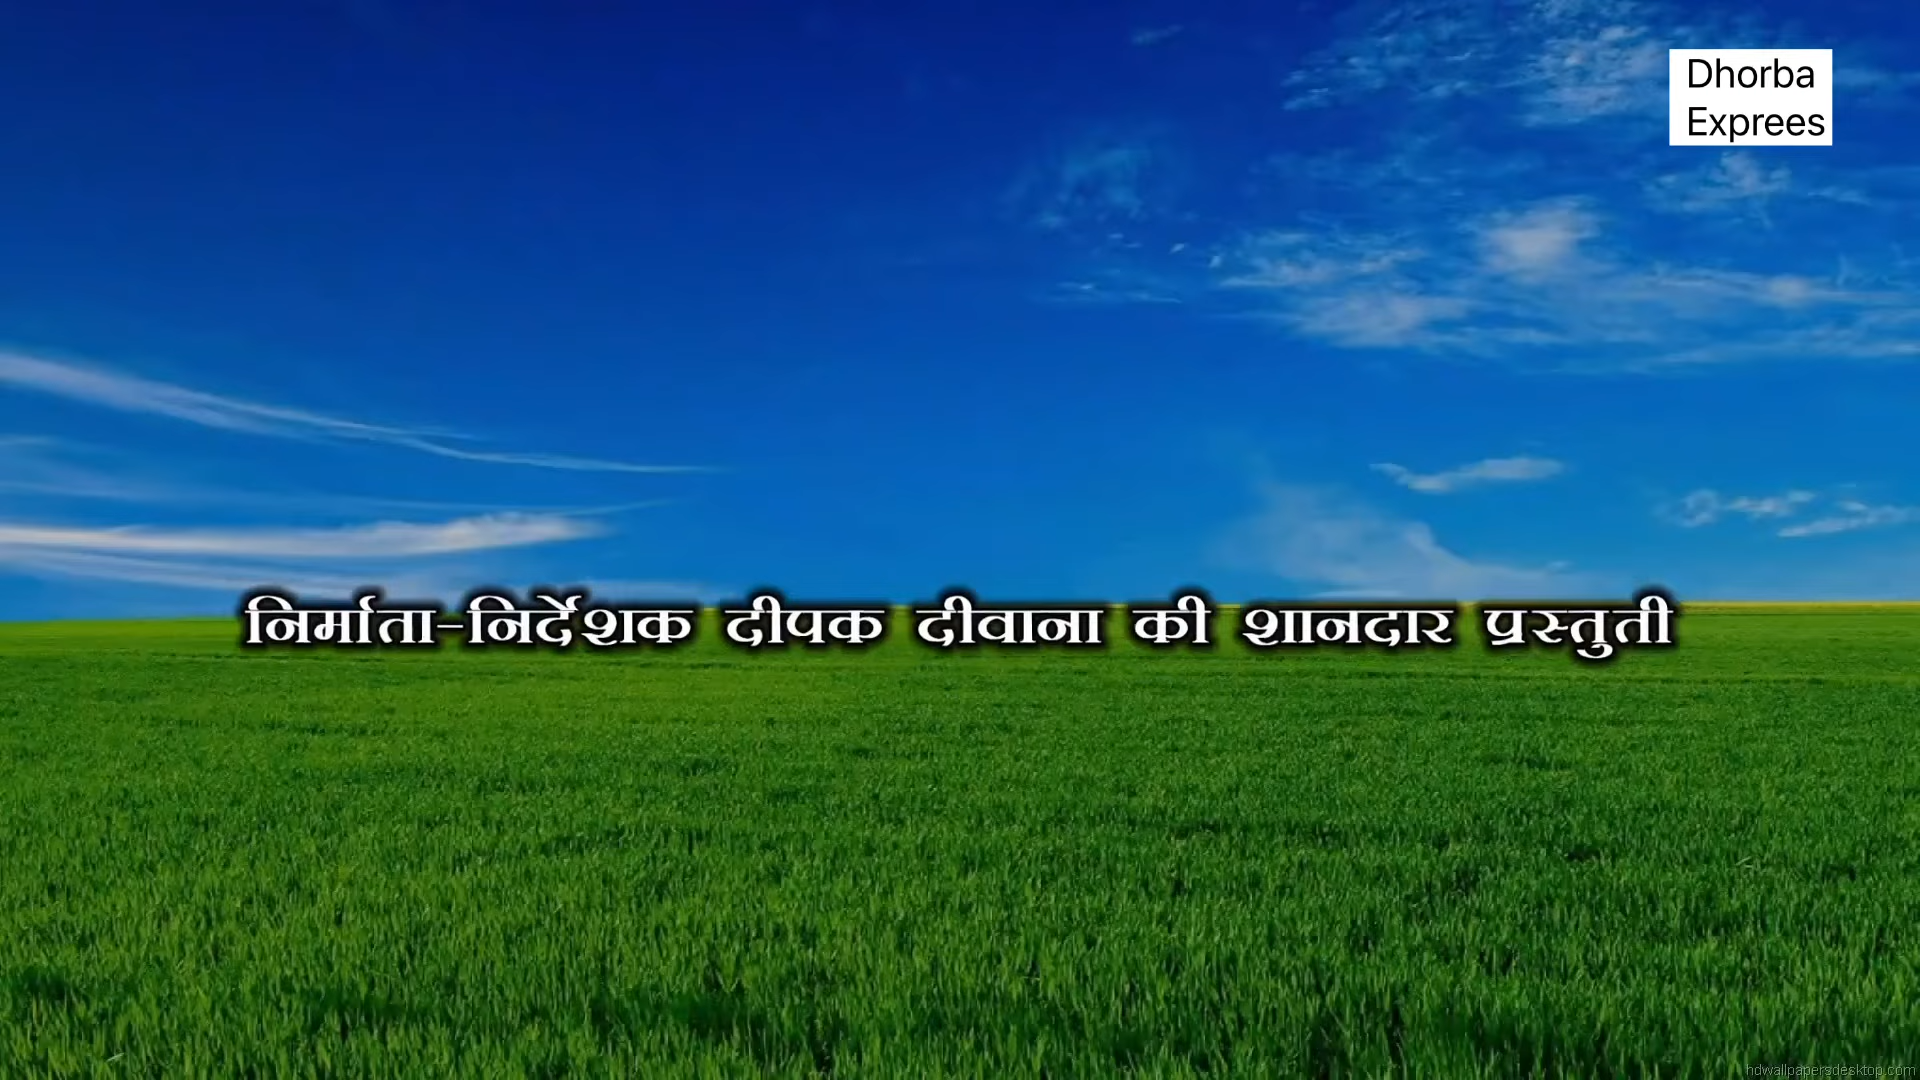 Dhorba
Exprees
निर्माता-निर्देशक दीपक दीवाना की शानदार प्रस्तुती
hdwallpapersdesktop.com